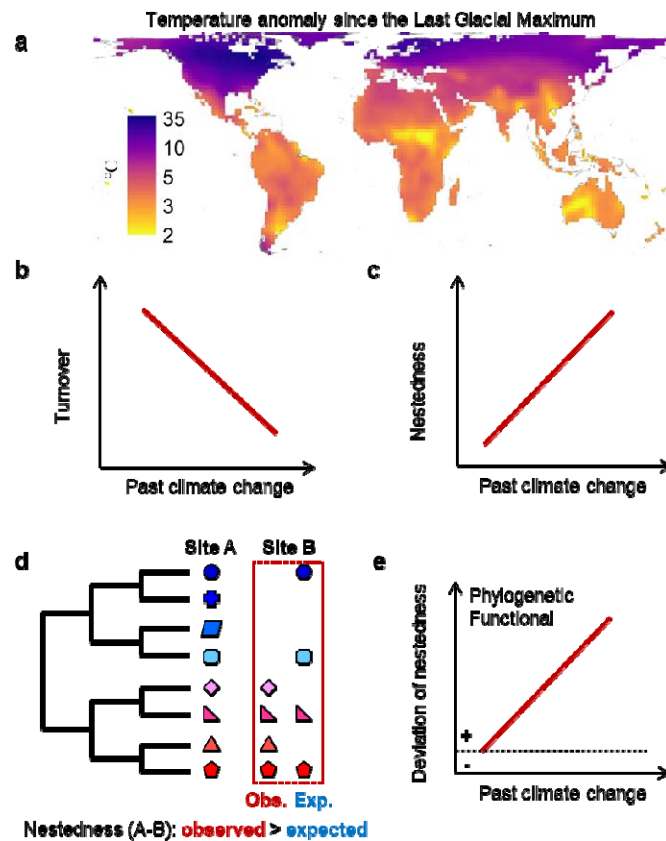 Temperature anomaly since the Last Glacial Maximum
a
35
10
5
3
2
°C
b
Turnover
Past climate change
c
Nestedness
Past climate change
d
Site A Site B
Obs. Exp.
Nestedness (A-B): observed > expected
e
Phylogenetic
Functional
Deviation of nestedness
+
-
Past climate change